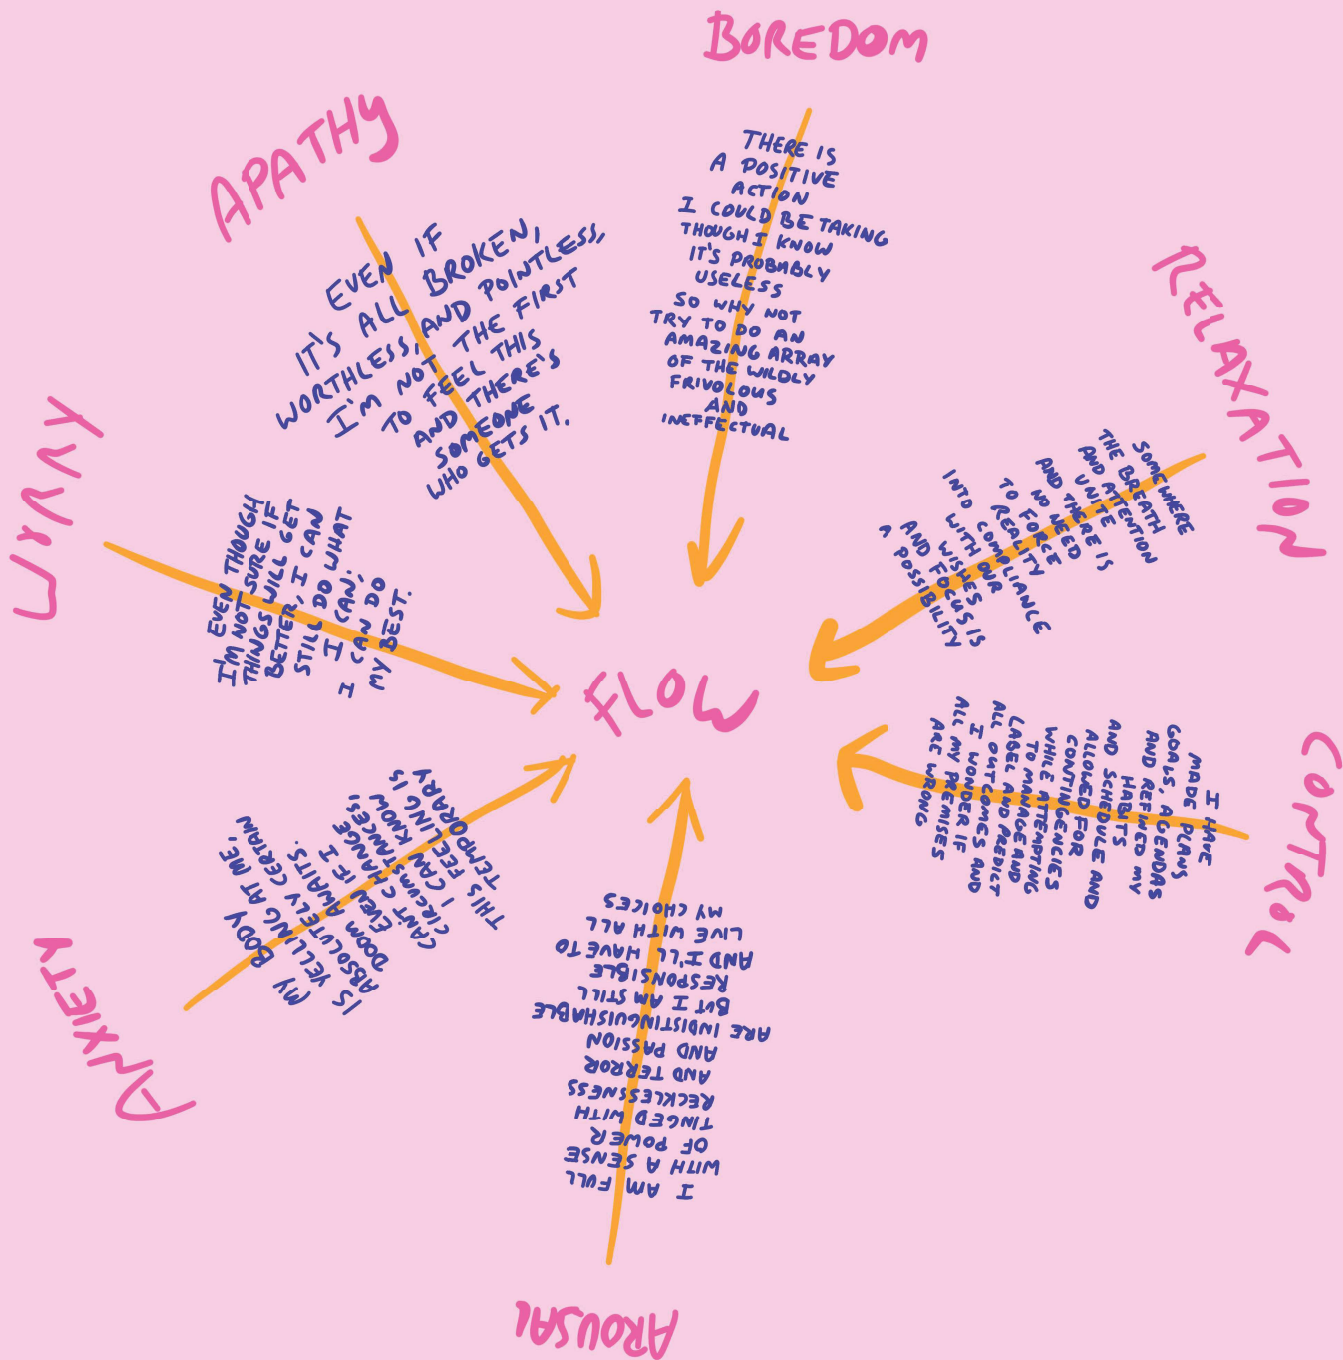 BOREDOM
THERE IS
A POSITIVE
ACTION
I COULD BE TAKING
THOUGH I KNOW
IT'S PROBABLY
USELESS
SO WHY NOT
TRY TO DO AN
AMAZING ARRAY
OF THE WILDLY
FRIVOLOUS
AND
INEFFECTUAL
RELAXATION
SOMEWHERE
THE BREATH
AND ATTENTION
UNITE
AND THERE IS
NO NEED
TO FORCE
REALITY
INTO COMPLIANCE
WITH OUR
WISHES
AND FOCUS IS
A POSSIBILITY
CONTROL
I HAVE
MADE PLANS
GOALS, AGENDAS
AND REFINED MY
HABITS
AND SCHEDULE AND
ALLOWED FOR
CONTINGENCIES
WHILE ATTEMPTING
TO MANAGE AND
LABEL AND PREDICT
ALL OUTCOMES AND
I WONDER IF
ALL MY PREMISES
ARE WRONG
AROUSAL
I AM FULL
WITH A SENSE
OF POWER
TINGED WITH
RECKLESSNESS
AND TERROR
AND PASSION
ARE INDISTINGUISHABLE
BUT I AM STILL
RESPONSIBLE
AND I'LL HAVE TO
LIVE WITH ALL
MY CHOICES
ANXIETY
MY BODY
IS YELLING AT ME,
ABSOLUTELY CERTAIN
DOOM AWAITS.
EVEN IF I
CAN'T CHANGE
CIRCUMSTANCES,
I CAN KNOW
THIS FEELING IS
TEMPORARY
WORRY
EVEN THOUGH
I'M NOT SURE IF
THINGS WILL GET
BETTER, I CAN
STILL DO WHAT
I CAN.
I CAN DO
MY BEST.
APATHY
EVEN IF
IT'S ALL BROKEN,
WORTHLESS, AND POINTLESS,
I'M NOT THE FIRST
TO FEEL THIS
AND THERE'S
SOMEONE
WHO GETS IT.
FLOW